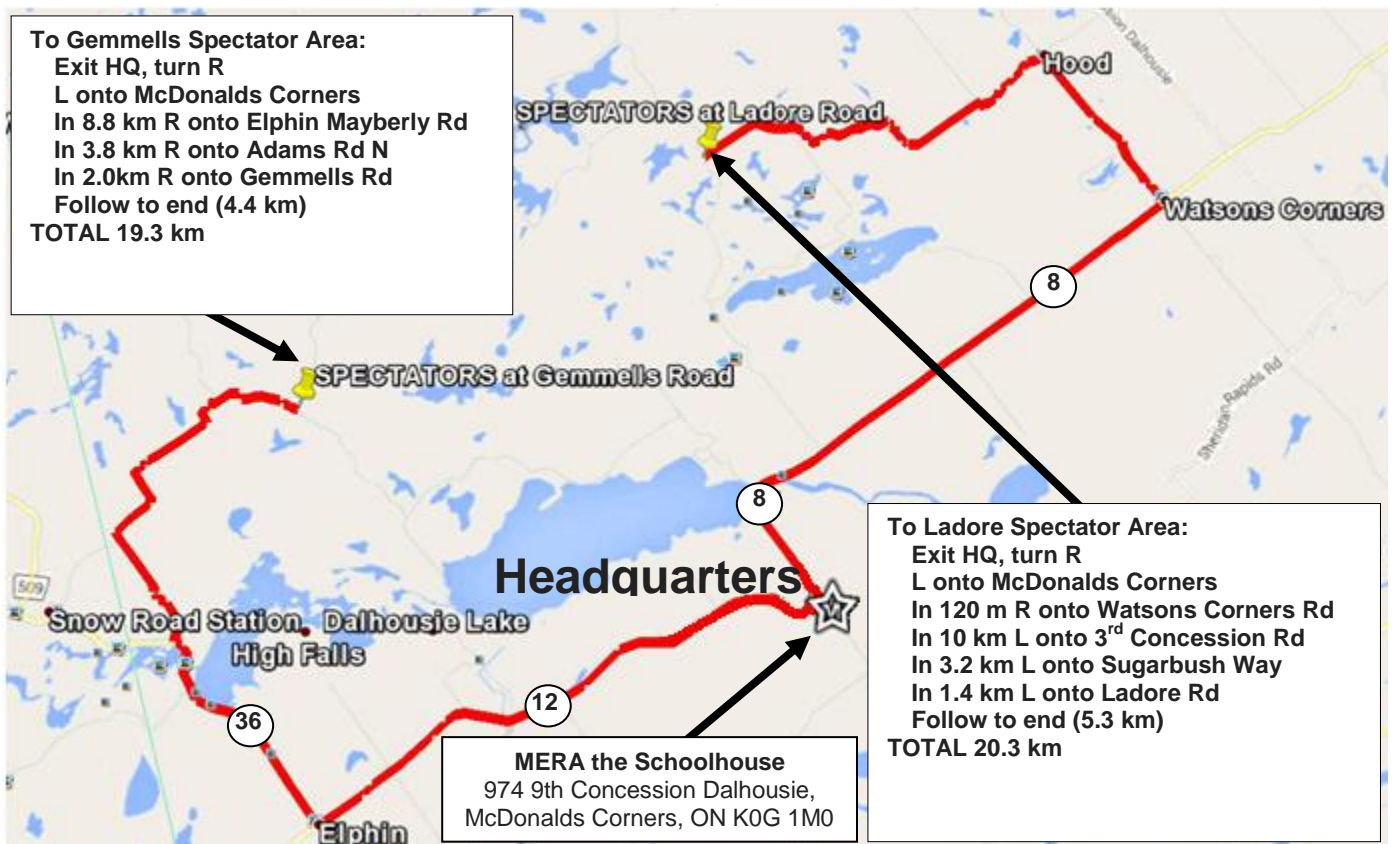 To Gemmells Spectator Area:
Exit HQ, turn R
L onto McDonalds Corners
In 8.8 km R onto Elphin Mayberly Rd
In 3.8 km R onto Adams Rd N
In 2.0km R onto Gemmells Rd
Follow to end (4.4 km)
TOTAL 19.3 km
Dalhousie
Hood
SPECTATORS at Ladore Road
Watsons Corners
8
SPECTATORS at Gemmells Road
Sheridan Rapids Rd
8
Headquarters
509
Snow Road Station, Dalhousie Lake
High Falls
12
36
Elphin
MERA the Schoolhouse
974 9th Concession Dalhousie,
McDonalds Corners, ON K0G 1M0
To Ladore Spectator Area:
Exit HQ, turn R
L onto McDonalds Corners
In 120 m R onto Watsons Corners Rd
In 10 km L onto 3rd Concession Rd
In 3.2 km L onto Sugarbush Way
In 1.4 km L onto Ladore Rd
Follow to end (5.3 km)
TOTAL 20.3 km